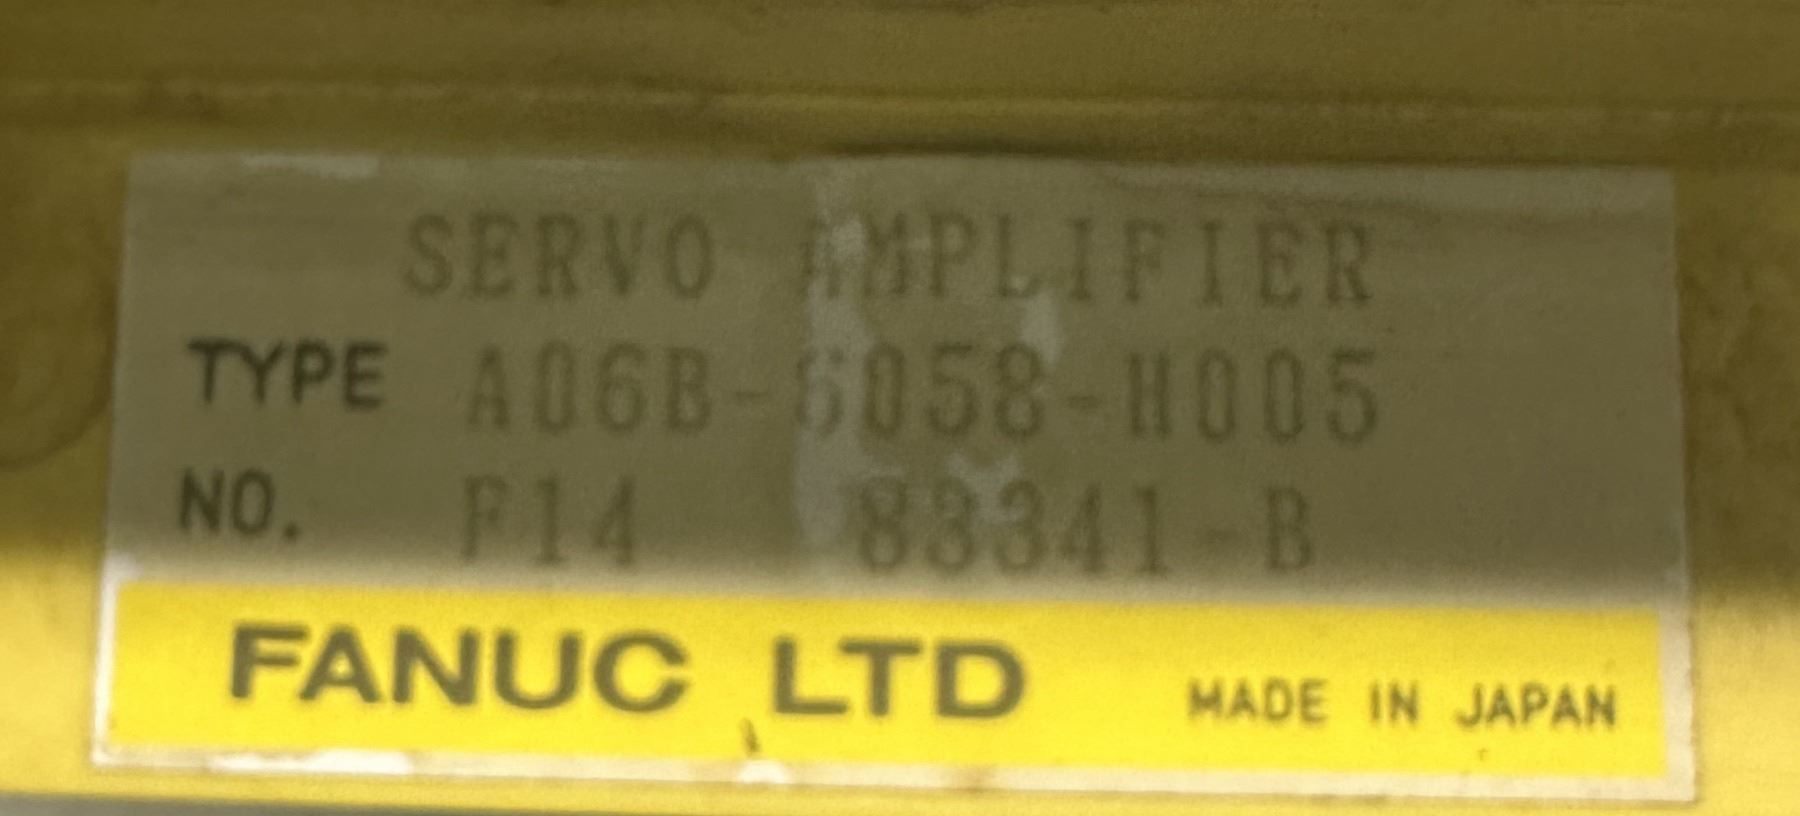 SERVO AMPLIFIER
TYPE A06B-6058-H005
NO. F14 83341-B
FANUC LTD MADE IN JAPAN